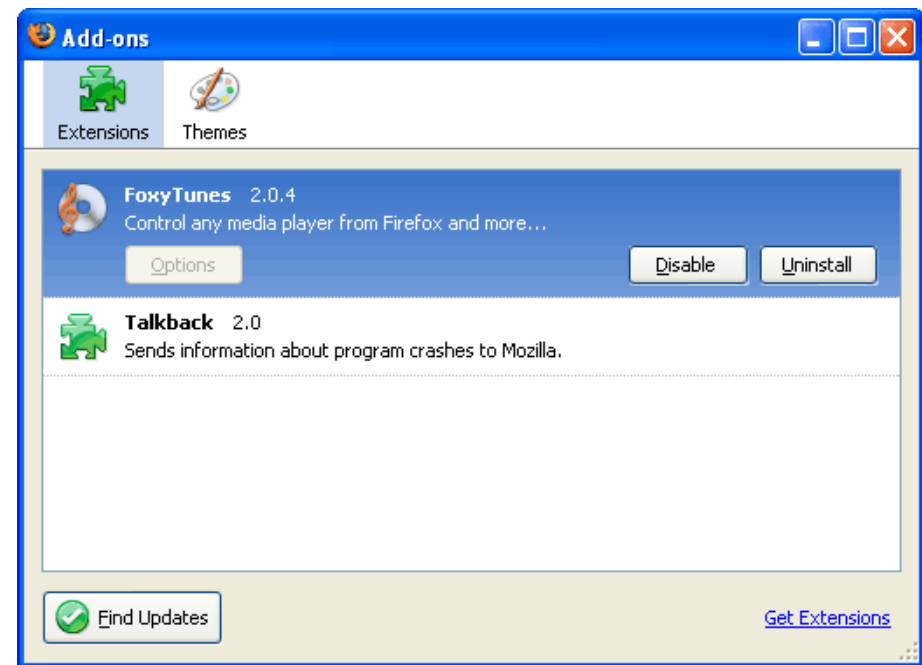 Add-ons
Extensions Themes
FoxyTunes 2.0.4
Control any media player from Firefox and more...
Options Disable Uninstall
Talkback 2.0
Sends information about program crashes to Mozilla.
Find Updates Get Extensions